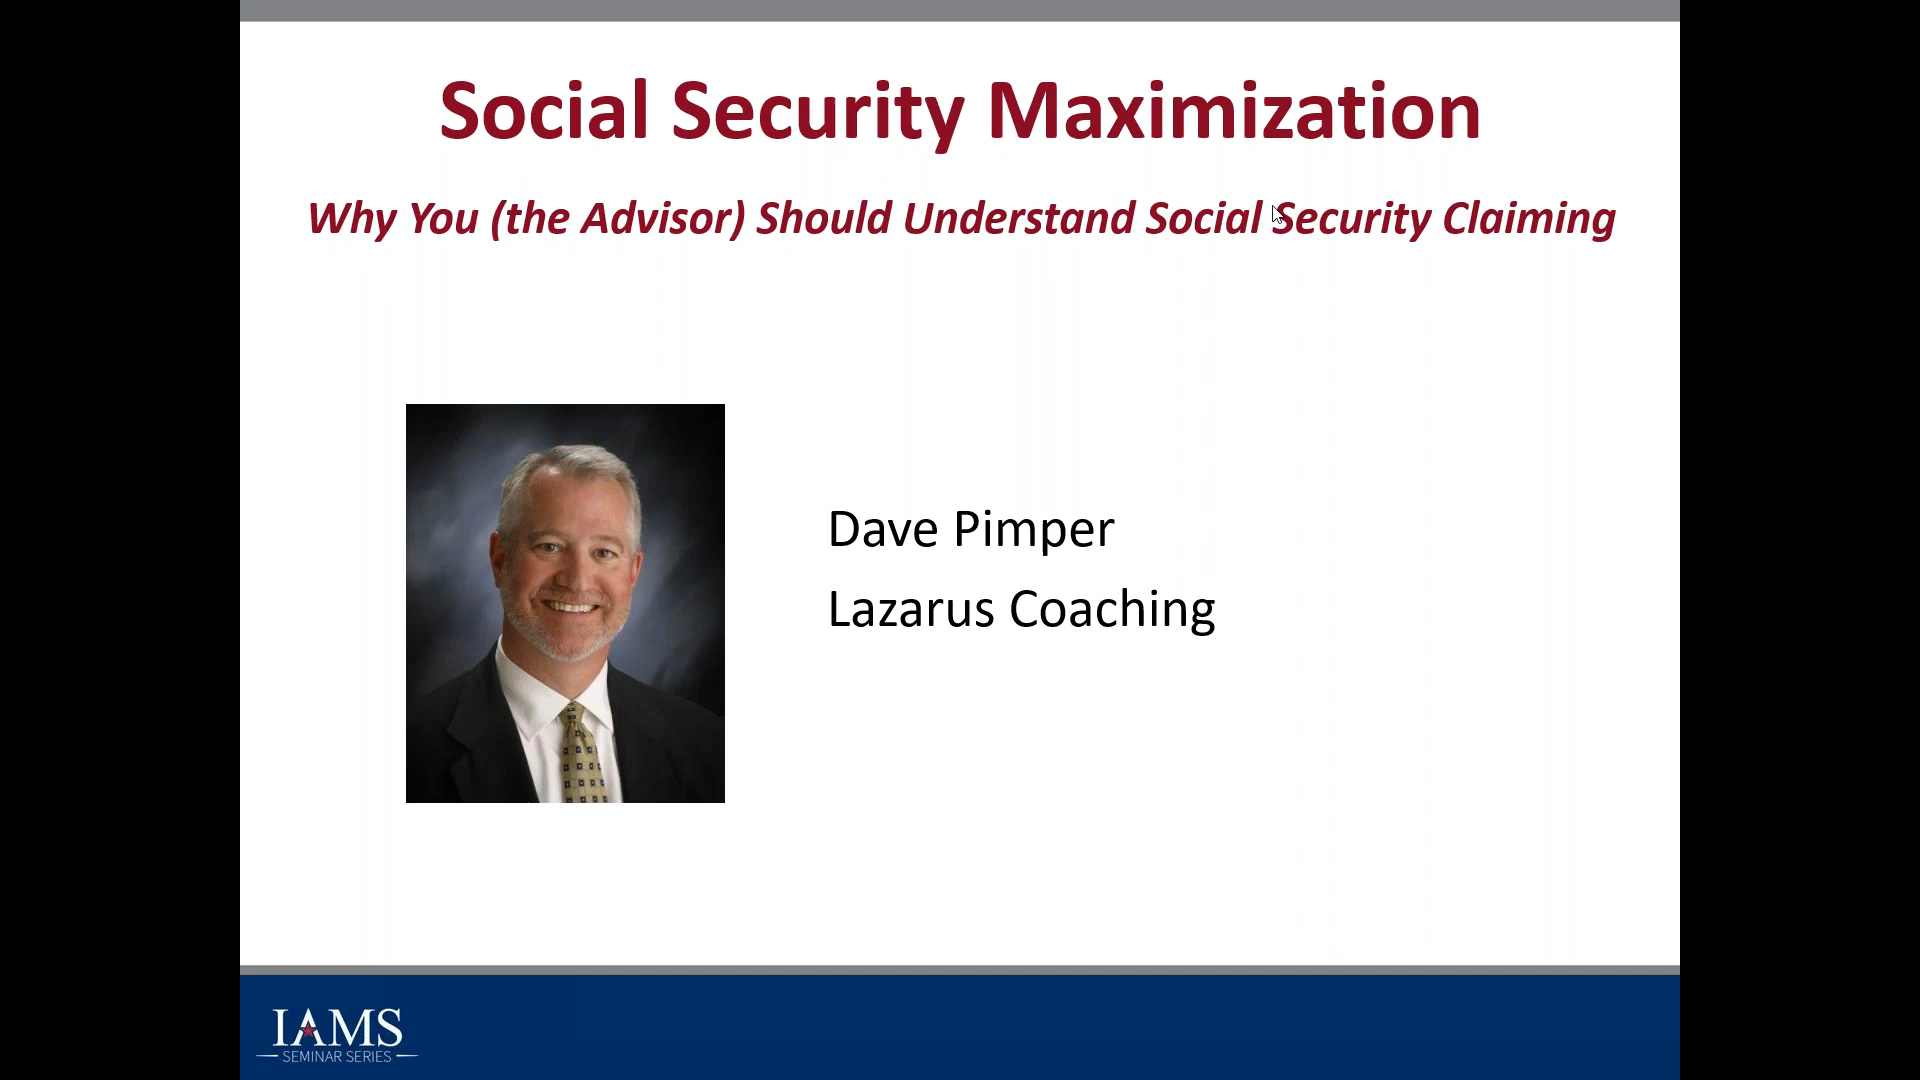 Social Security Maximization
Why You (the Advisor) Should Understand Social Security Claiming
Dave Pimper
Lazarus Coaching
IAMS
SEMINAR SERIES